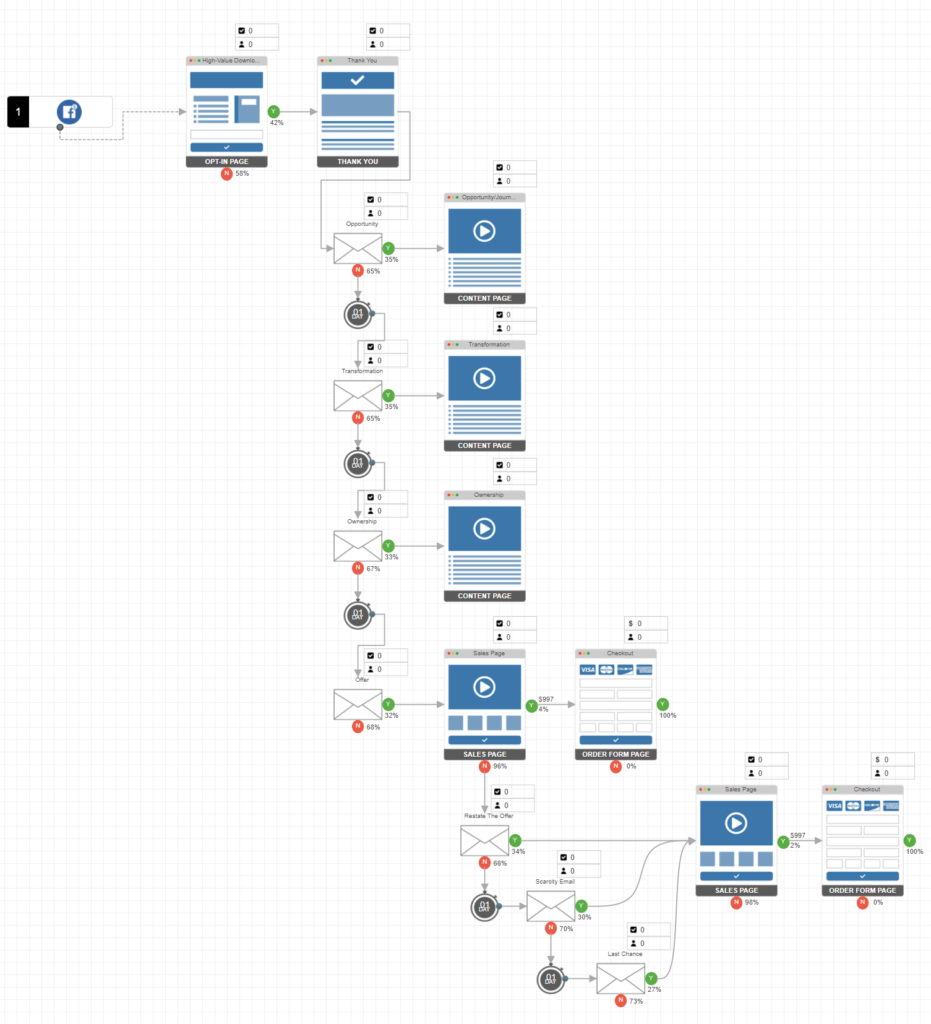 0
0
0
0
High-Value Downlo...
Thank You
1
Y
42%
OPT-IN PAGE
THANK YOU
N 58%
0
0
0
0
Opportunity/Journ...
Opportunity
Y
35%
N 65%
CONTENT PAGE
01
DAY
0
0
0
0
Transformation
Transformation
Y
35%
N 65%
CONTENT PAGE
01
DAY
0
0
0
0
Ownership
Ownership
Y
33%
N 67%
CONTENT PAGE
01
DAY
0
0
$ 0
0
0
0
Sales Page
Checkout
VISA
Offer
Y
32%
Y
$997
4%
Y
100%
N 68%
SALES PAGE
ORDER FORM PAGE
N 96%
N 0%
0
0
$ 0
0
0
0
Sales Page
Checkout
VISA
Restate The Offer
Y
34%
Y
$997
2%
Y
100%
N 66%
0
0
Scarcity Email
SALES PAGE
ORDER FORM PAGE
N 98%
N 0%
01
DAY
Y
30%
N 70%
0
0
Last Chance
01
DAY
Y
27%
N 73%